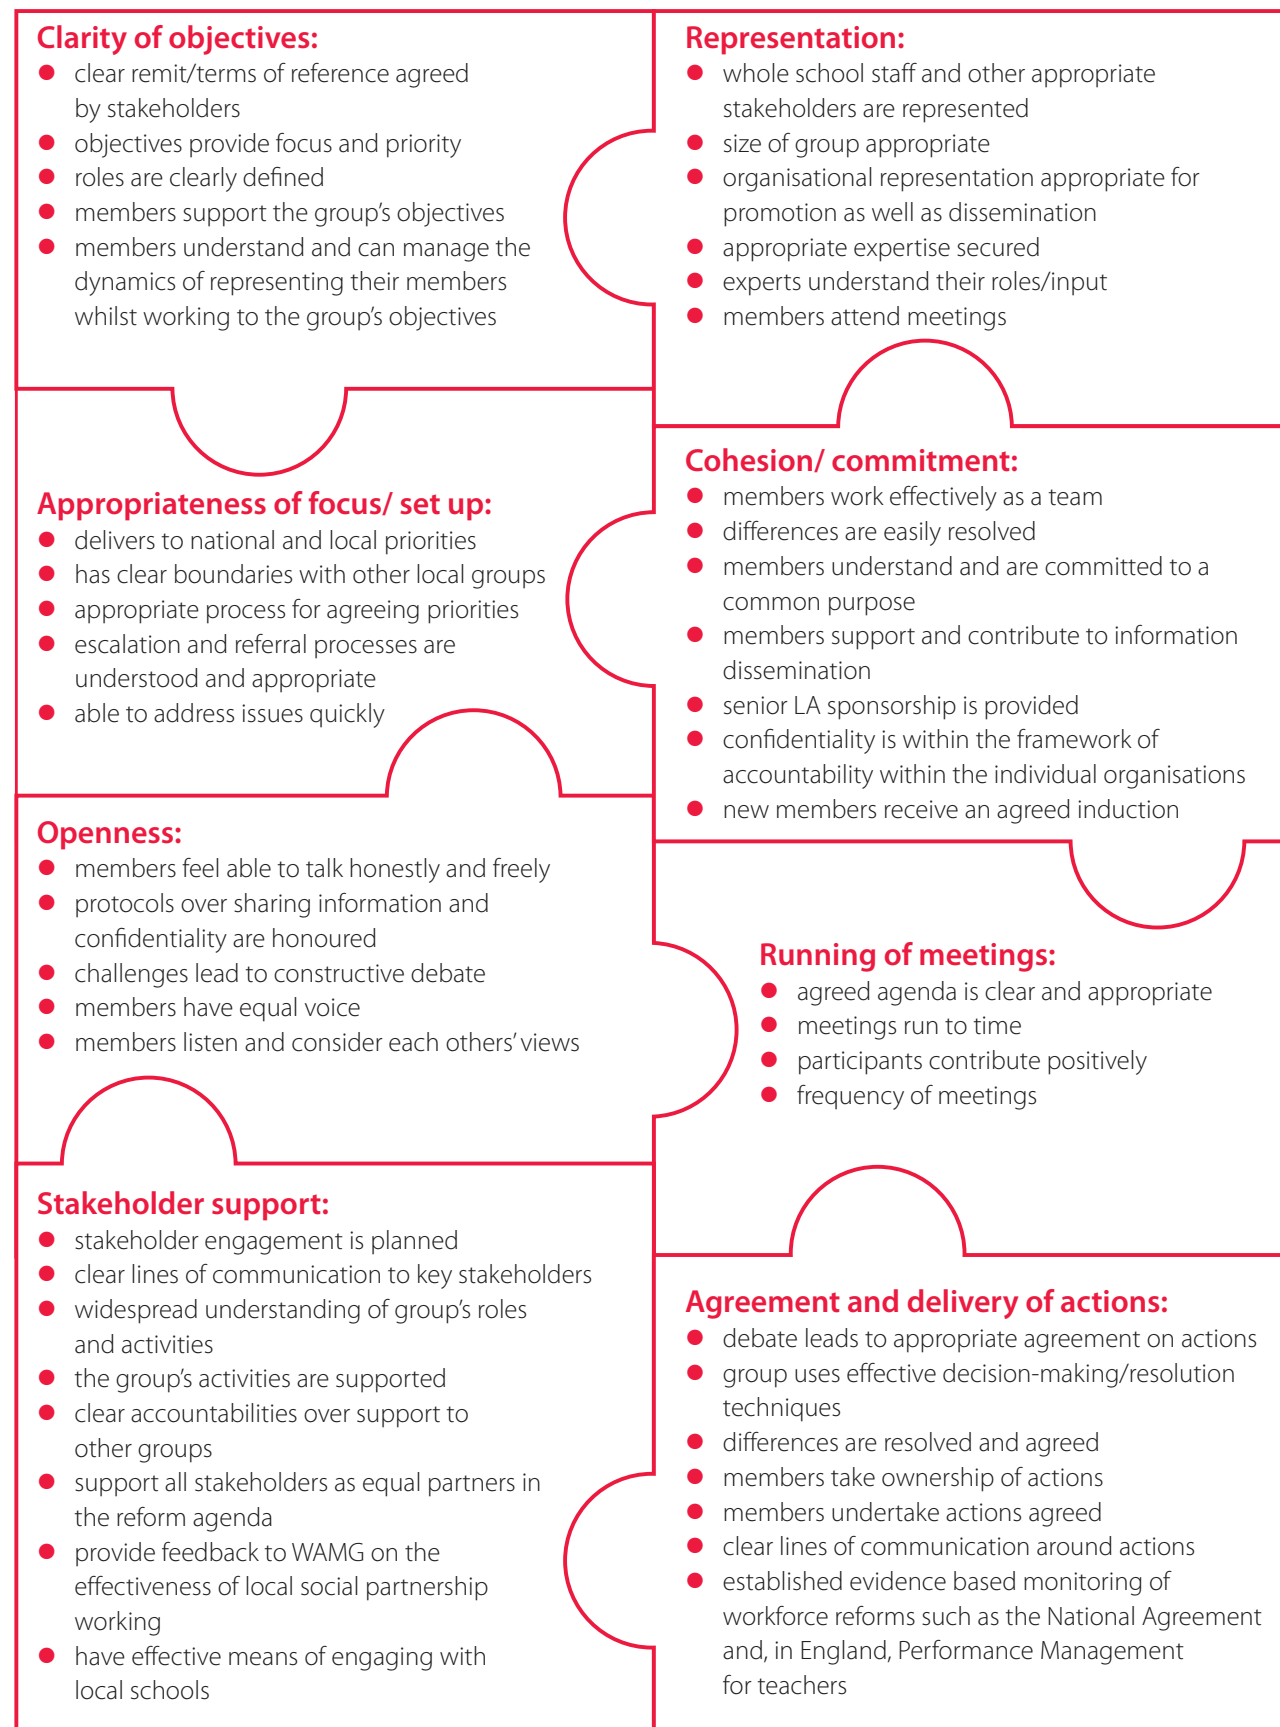 Clarity of objectives:
● clear remit/terms of reference agreed
by stakeholders
● objectives provide focus and priority
● roles are clearly defined
● members support the group's objectives
● members understand and can manage the
dynamics of representing their members
whilst working to the group's objectives
Appropriateness of focus/ set up:
● delivers to national and local priorities
● has clear boundaries with other local groups
● appropriate process for agreeing priorities
● escalation and referral processes are
understood and appropriate
● able to address issues quickly
Openness:
● members feel able to talk honestly and freely
● protocols over sharing information and
confidentiality are honoured
● challenges lead to constructive debate
● members have equal voice
● members listen and consider each others' views
Stakeholder support:
● stakeholder engagement is planned
● clear lines of communication to key stakeholders
● widespread understanding of group's roles
and activities
● the group's activities are supported
● clear accountabilities over support to
other groups
● support all stakeholders as equal partners in
the reform agenda
● provide feedback to WAMG on the
effectiveness of local social partnership
working
● have effective means of engaging with
local schools
Representation:
● whole school staff and other appropriate
stakeholders are represented
● size of group appropriate
● organisational representation appropriate for
promotion as well as dissemination
● appropriate expertise secured
● experts understand their roles/input
● members attend meetings
Cohesion/ commitment:
● members work effectively as a team
● differences are easily resolved
● members understand and are committed to a
common purpose
● members support and contribute to information
dissemination
● senior LA sponsorship is provided
● confidentiality is within the framework of
accountability within the individual organisations
● new members receive an agreed induction
Running of meetings:
● agreed agenda is clear and appropriate
● meetings run to time
● participants contribute positively
● frequency of meetings
Agreement and delivery of actions:
● debate leads to appropriate agreement on actions
● group uses effective decision-making/resolution
techniques
● differences are resolved and agreed
● members take ownership of actions
● members undertake actions agreed
● clear lines of communication around actions
● established evidence based monitoring of
workforce reforms such as the National Agreement
and, in England, Performance Management
for teachers